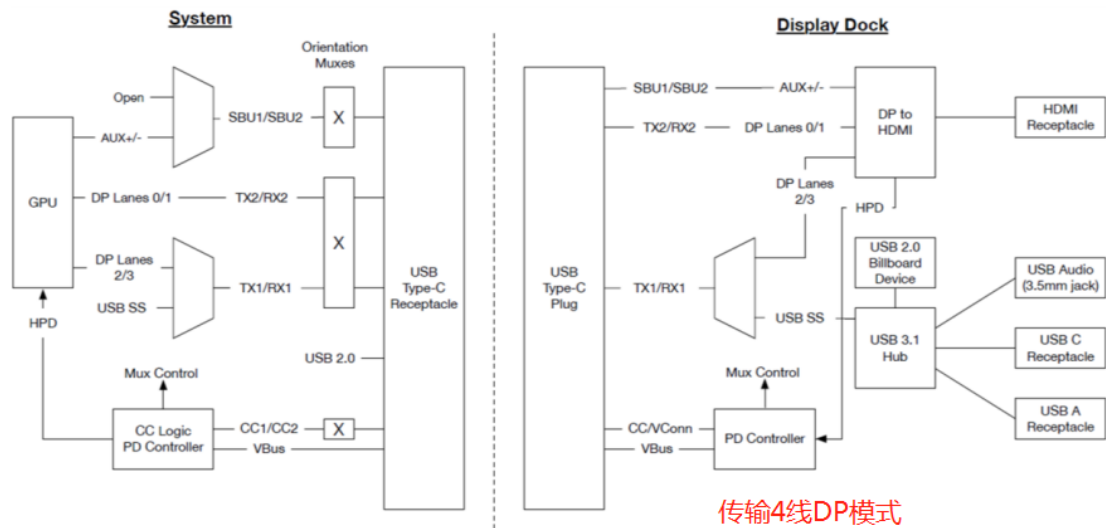 System
Display Dock
Orientation
Muxes
Open
AUX+/-
SBU1/SBU2
X
GPU
DP Lanes 0/1
TX2/RX2
X
DP Lanes
2/3
USB SS
TX1/RX1
HPD
USB
Type-C
Receptacle
USB 2.0
Mux Control
CC Logic
PD Controller
CC1/CC2
X
VBus
USB
Type-C
Plug
SBU1/SBU2
AUX+/-
TX2/RX2
DP Lanes 0/1
DP to
HDMI
HDMI
Receptacle
DP Lanes
2/3
HPD
USB 2.0
Billboard
Device
TX1/RX1
USB SS
USB 3.1
Hub
USB Audio
(3.5mm jack)
USB C
Receptacle
USB A
Receptacle
Mux Control
CC/VConn
VBus
PD Controller
传输4线DP模式